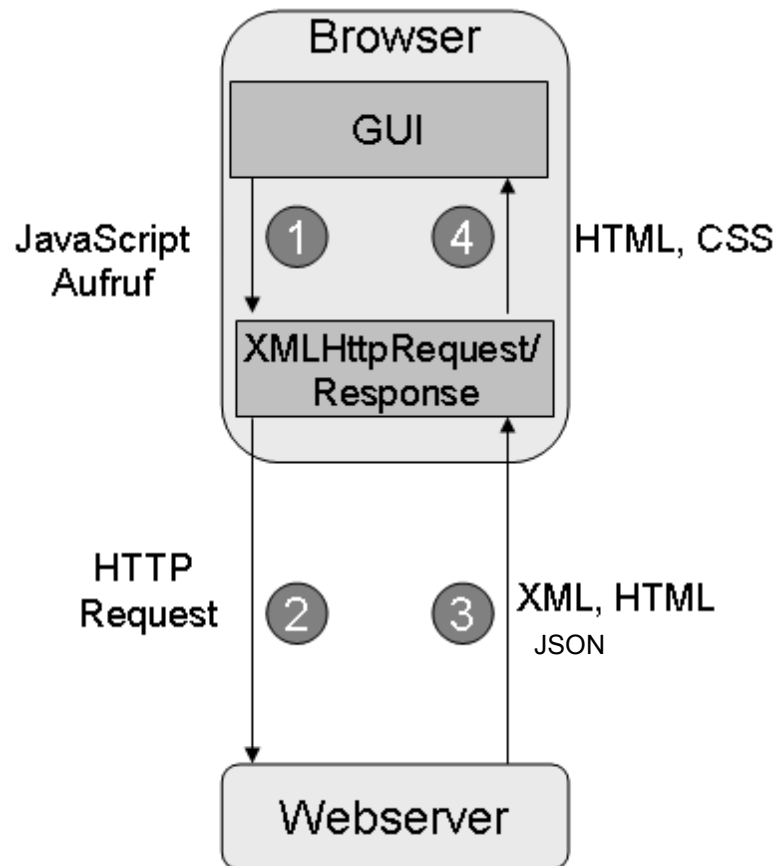 Browser
GUI
JavaScript
Aufruf
1
4
HTML, CSS
XMLHttpRequest/
Response
HTTP
Request
2
3
XML, HTML
JSON
Webserver